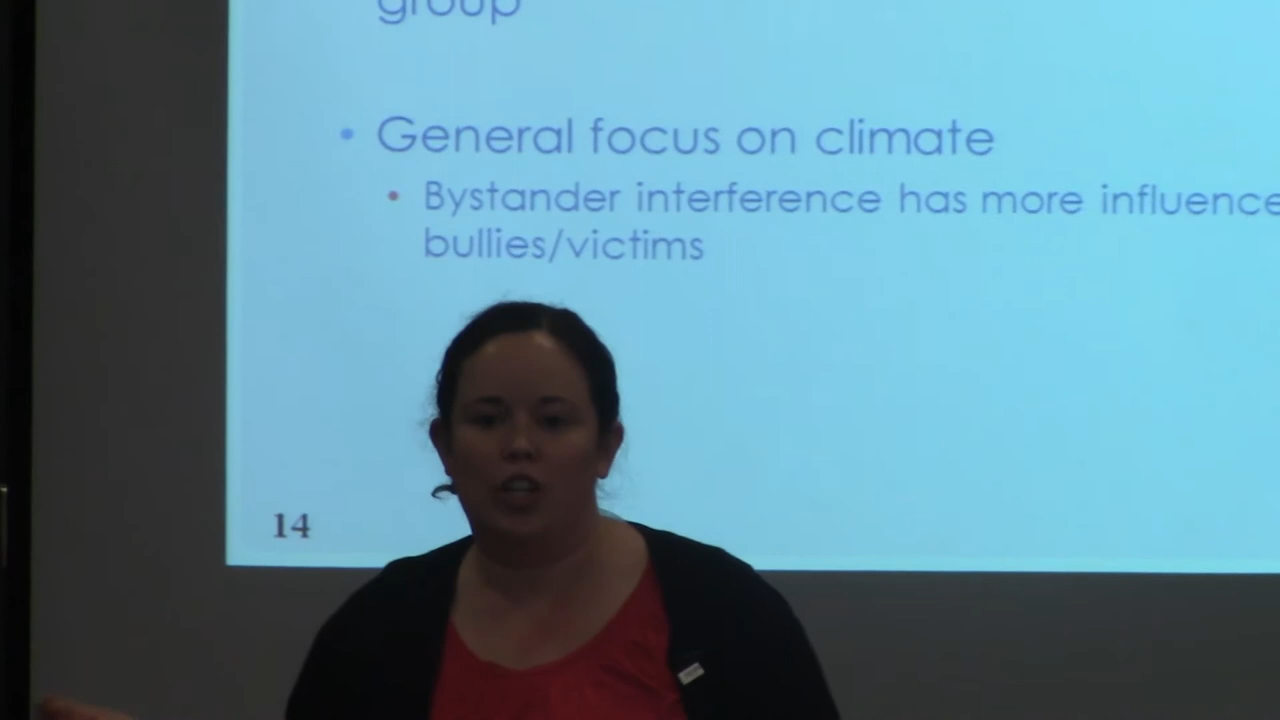 group
• General focus on climate
• Bystander interference has more influence
bullies/victims
14